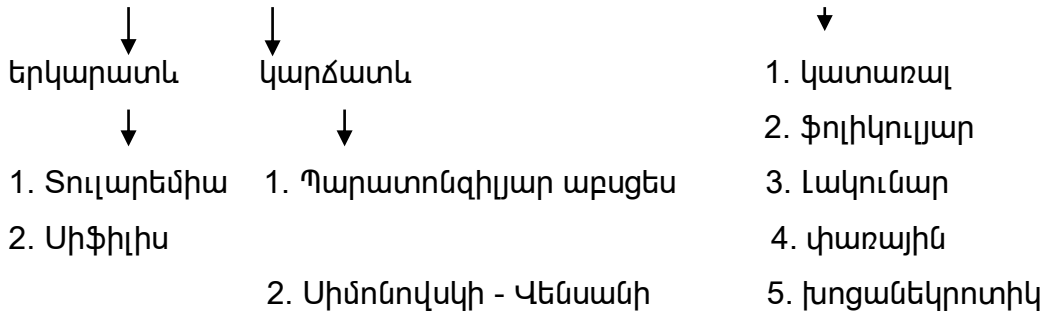 երկարատև կարճատև 1. կատառալ
2. ֆոլիկուլյար
1. Տուլարեմիա 1. Պարատոնզիլյար աբսցես 3. Լակունար
2. Սիֆիլիս 4. փառային
2. Սիմոնովսկի - Վենսանի 5. խոցանեկրոտիկ